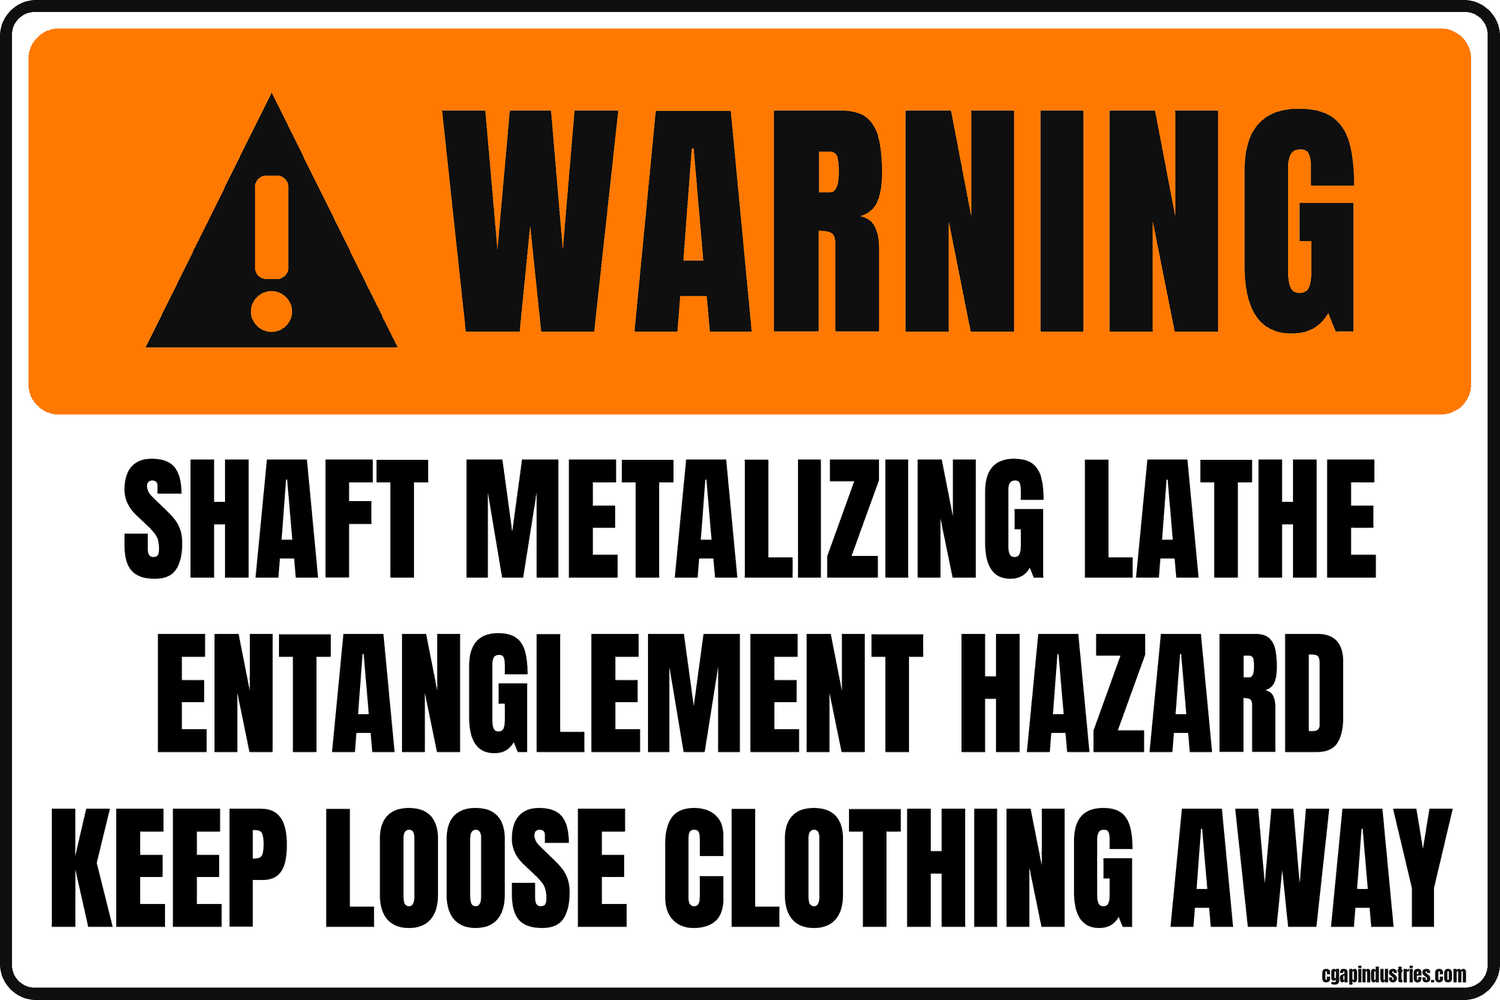 WARNING
SHAFT METALIZING LATHE
ENTANGLEMENT HAZARD
KEEP LOOSE CLOTHING AWAY
cgapindustries.com